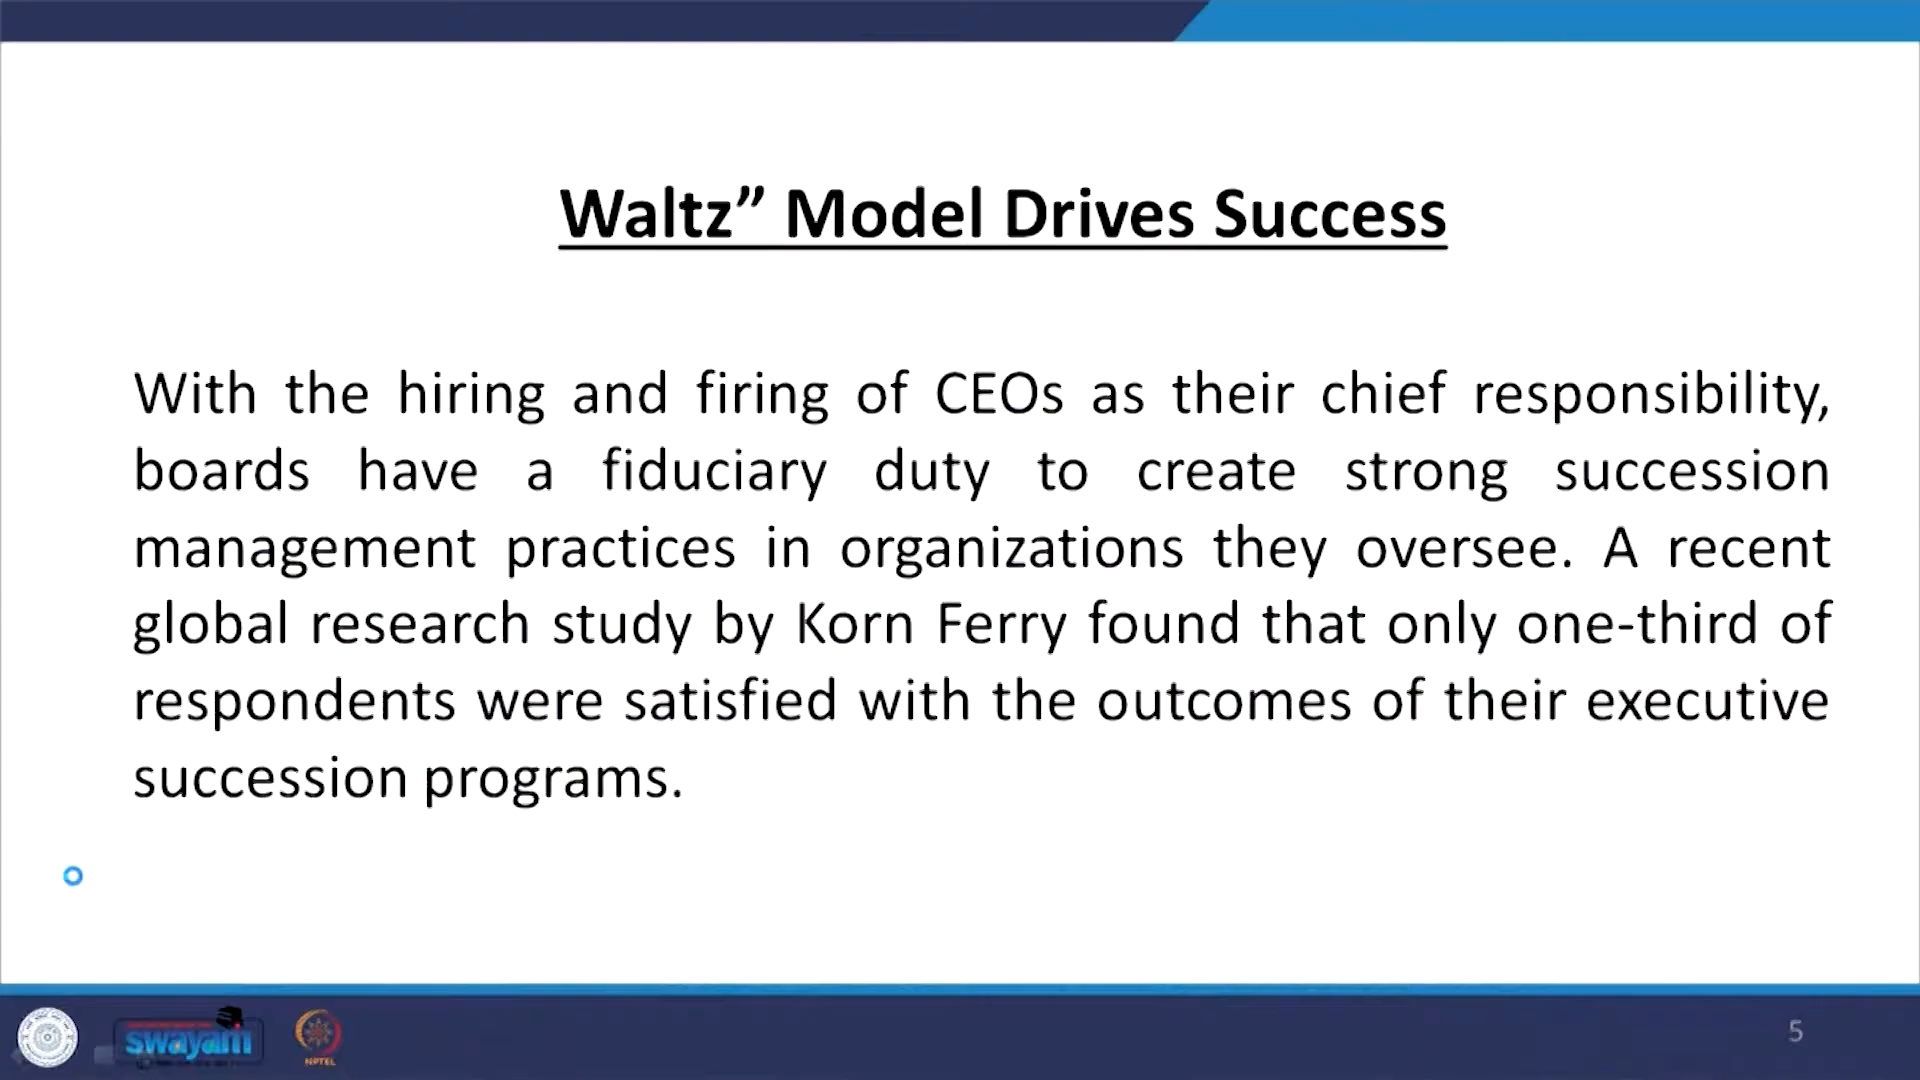 Waltz” Model Drives Success
With the hiring and firing of CEOs as their chief responsibility,
boards have a fiduciary duty to create strong succession
management practices in organizations they oversee. A recent
global research study by Korn Ferry found that only one-third of
respondents were satisfied with the outcomes of their executive
succession programs.
swayam
NPTEL
5